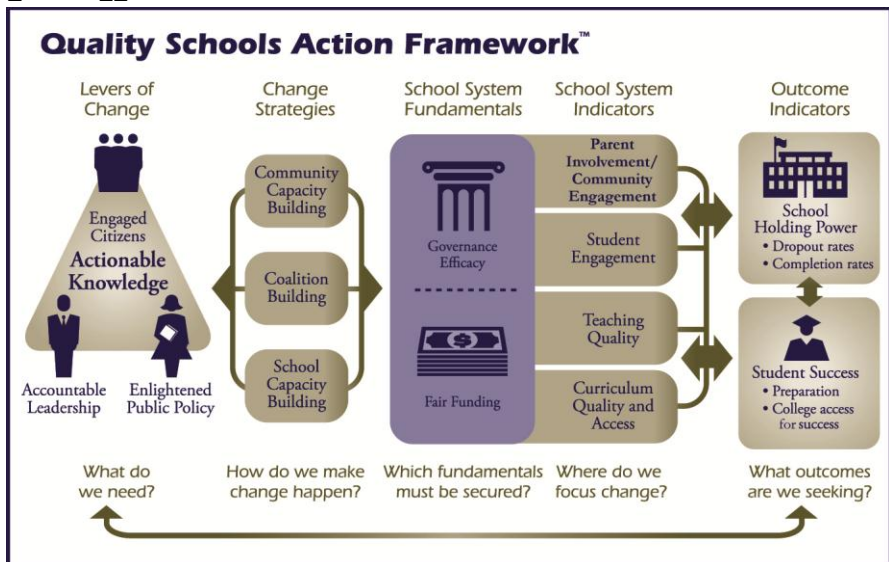 Quality Schools Action Framework™
Levers of
Change
Change
Strategies
School System
Fundamentals
School System
Indicators
Outcome
Indicators
Engaged
Citizens
Actionable
Knowledge
Accountable
Leadership
Enlightened
Public Policy
Community
Capacity
Building
Coalition
Building
School
Capacity
Building
Governance
Efficacy
Fair Funding
Parent
Involvement/
Community
Engagement
Student
Engagement
Teaching
Quality
Curriculum
Quality and
Access
School
Holding Power
• Dropout rates
• Completion rates
Student Success
• Preparation
• College access
for success
What do
we need?
How do we make
change happen?
Which fundamentals
must be secured?
Where do we
focus change?
What outcomes
are we seeking?